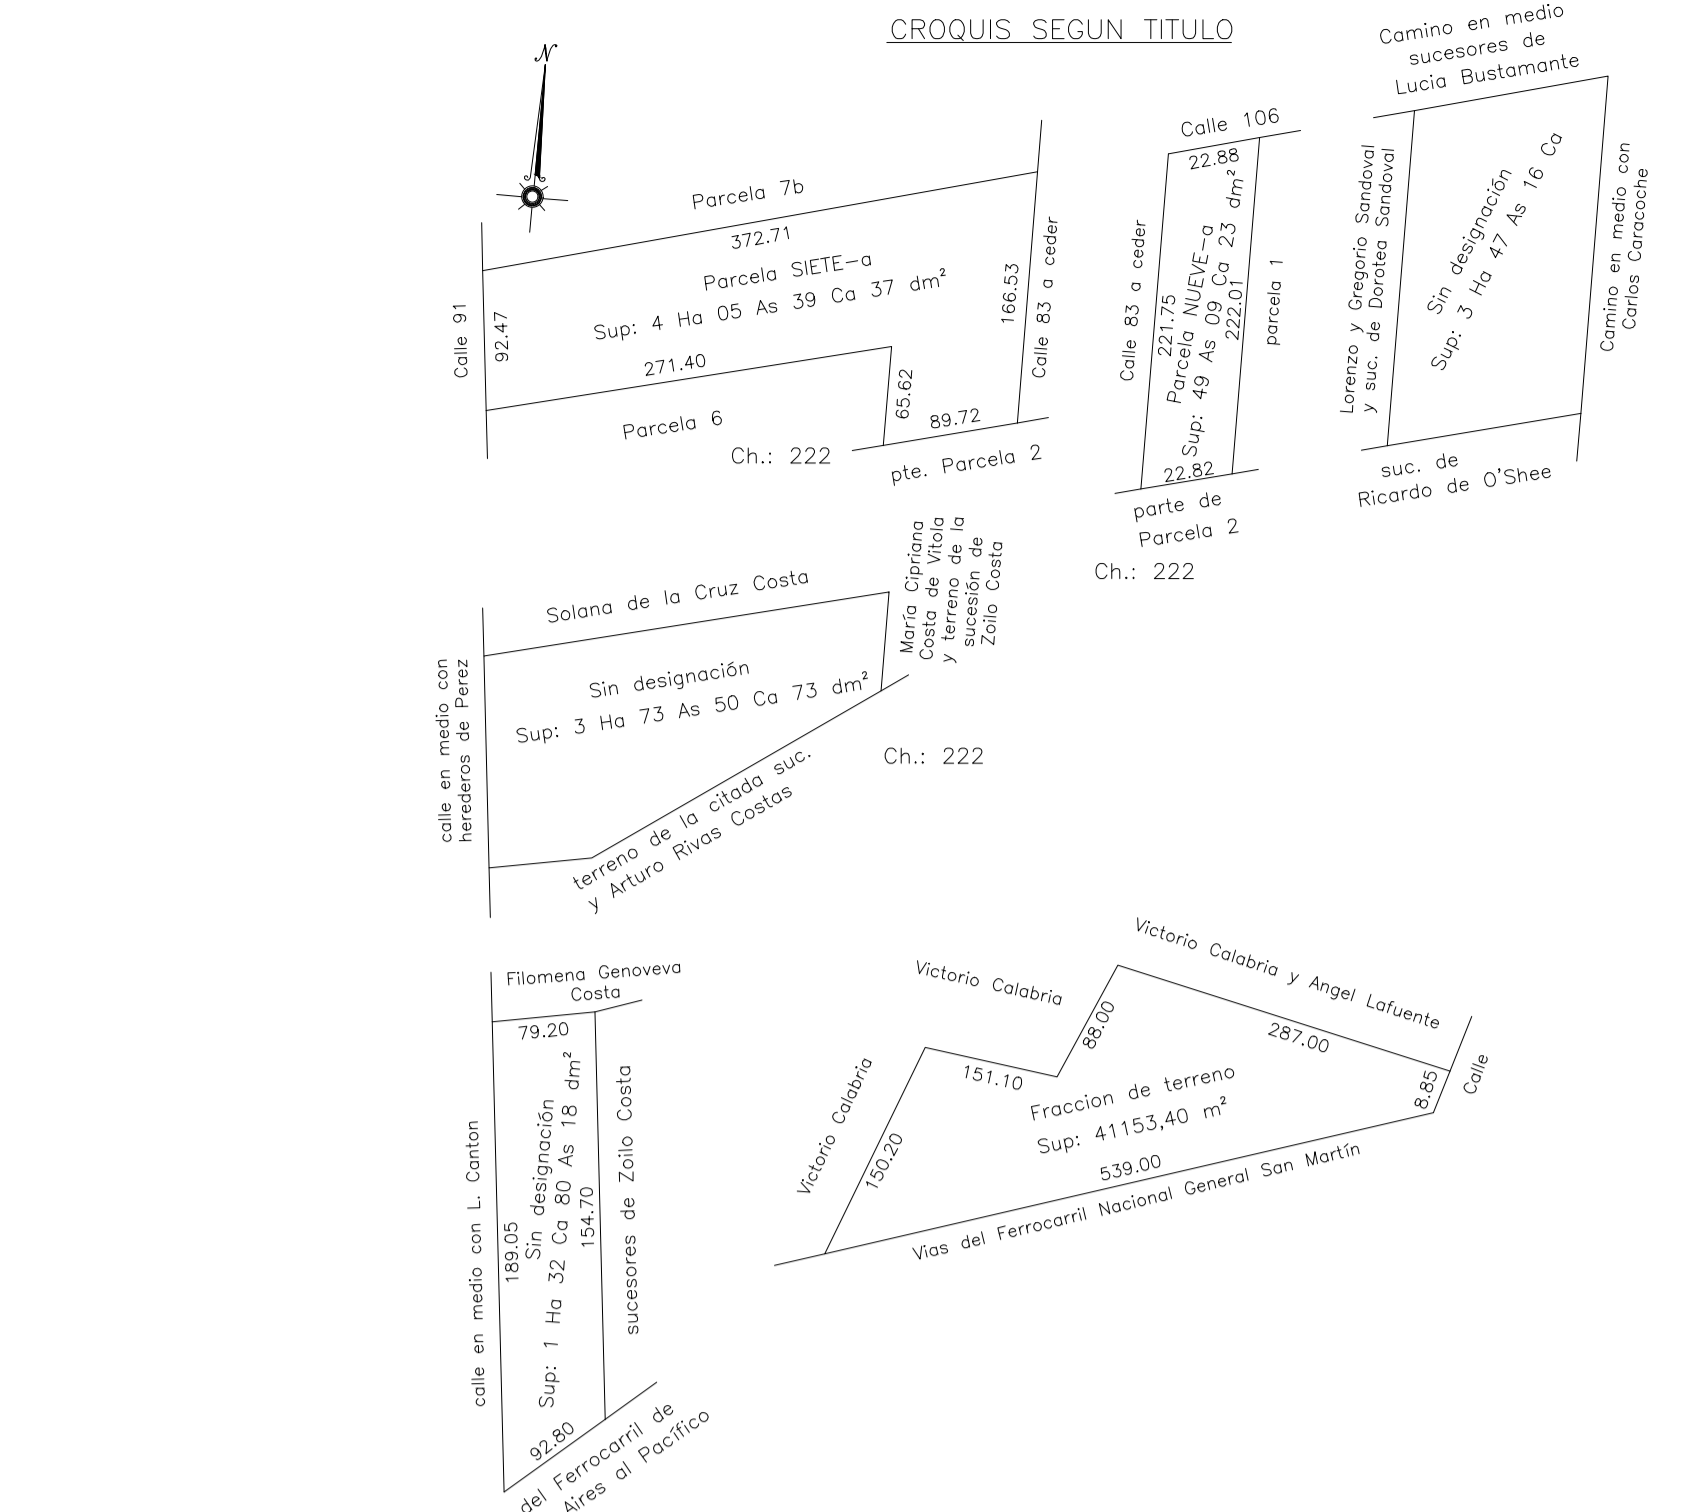 CROQUIS SEGUN TITULO
N
Parcela 7b
372.71
Parcela SIETE-a
Sup: 4 Ha 05 As 39 Ca 37 dm²
Calle 91
92.47
271.40
Parcela 6
65.62
89.72
166.53
Calle 83 a ceder
pte. Parcela 2
Ch.: 222
Calle 106
22.88
Calle 83 a ceder
221.75
Parcela NUEVE-a
Sup: 49 As 09 Ca 23 dm²
222.01
parcela 1
22.82
parte de
Parcela 2
Ch.: 222
Camino en medio
sucesores de
Lucia Bustamante
Lorenzo y Gregorio Sandoval
y suc. de Dorotea Sandoval
Sin designación
Sup: 3 Ha 47 As 16 Ca
Camino en medio con
Carlos Caracoche
suc. de
Ricardo de O'Shee
Solana de la Cruz Costa
María Cipriana
Costa de Vitola
y terreno de la
sucesión de
Zoilo Costa
calle en medio con
herederos de Perez
Sin designación
Sup: 3 Ha 73 As 50 Ca 73 dm²
terreno de la citada suc.
y Arturo Rivas Costas
Ch.: 222
Filomena Genoveva
Costa
79.20
calle en medio con L. Canton
189.05
Sin designación
Sup: 1 Ha 32 Ca 80 As 18 dm²
154.70
sucesores de Zoilo Costa
92.80
del Ferrocarril de
Aires al Pacífico
Victorio Calabria
Victorio Calabria y Angel Lafuente
Victorio Calabria
150.20
151.10
88.00
287.00
8.85
Calle
Fraccion de terreno
Sup: 41153,40 m²
539.00
Vias del Ferrocarril Nacional General San Martín